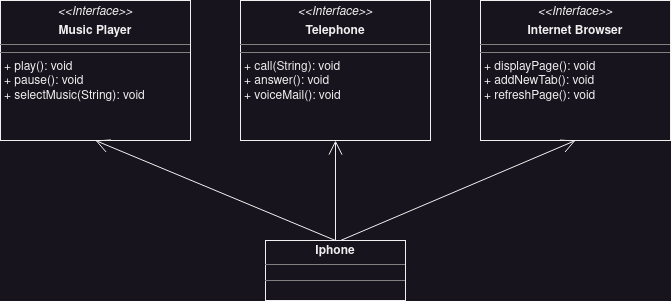 <<Interface>>
Music Player
+ play(): void
+ pause(): void
+ selectMusic(String): void
<<Interface>>
Telephone
+ call(String): void
+ answer(): void
+ voiceMail(): void
<<Interface>>
Internet Browser
+ displayPage(): void
+ addNewTab(): void
+ refreshPage(): void
Iphone